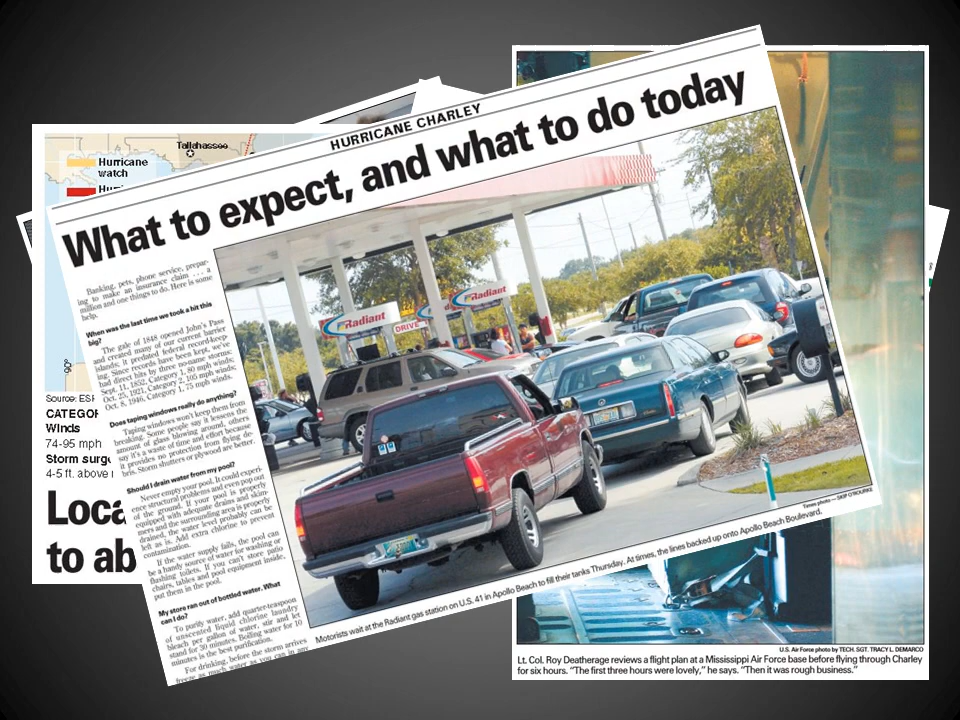 HURRICANE CHARLEY
What to expect, and what to do today
Banking, pets, phone service, prepar-
ing to make an insurance claim . . . a
million and one things to do. Here is some
help.
When was the last time we took a hit this
big?
The gale of 1848 opened John's Pass
and created many of our current barrier
islands; it predated federal record-keep-
ing. Since records have been kept, we've
had direct hits by three no-name storms:
Sept. 11, 1852, Category 1, 80 mph winds;
Oct. 25, 1921, Category 2, 105 mph winds;
Oct. 8, 1946, Category 1, 75 mph winds.
Does taping windows really do anything?
Taping windows won't keep them from
breaking. Some people say it lessens the
amount of glass blowing around, others
say it's a waste of time and effort because
it provides no protection from flying de-
bris. Storm shutters or plywood are better.
Should I drain water from my pool?
Never empty your pool. It could experi-
ence structural problems and even pop out
of the ground. If your pool is properly
equipped with adequate drains and skim-
mers and the surrounding area is properly
drained, the water level probably can be
left as is. Add extra chlorine to prevent
contamination.
If the water supply fails, the pool can
be a handy source of water for washing or
flushing toilets. If you can't store patio
chairs, tables and pool equipment inside,
put them in the pool.
My store ran out of bottled water. What
can I do?
To purify water, add quarter-teaspoon
of unscented liquid chlorine laundry
bleach per gallon of water, stir and let
stand for 30 minutes. Boiling water for 10
minutes is the best purification.
For drinking, before the storm arrives
freeze as much water as you can in any
Radiant
Radiant
DRIVE
Times photo — SKIP O'ROURKE
Motorists wait at the Radiant gas station on U.S. 41 in Apollo Beach to fill their tanks Thursday. At times, the lines backed up onto Apollo Beach Boulevard.
Tallahassee
Hurricane
watch
Source: ESR
CATEGOR
Winds
74-95 mph
Storm surge
4-5 ft. above
Loca
to ab
U.S. Air Force photo by TECH. SGT. TRACY L. DEMARCO
Lt. Col. Roy Deatherage reviews a flight plan at a Mississippi Air Force base before flying through Charley
for six hours. "The first three hours were lovely," he says. "Then it was rough business."